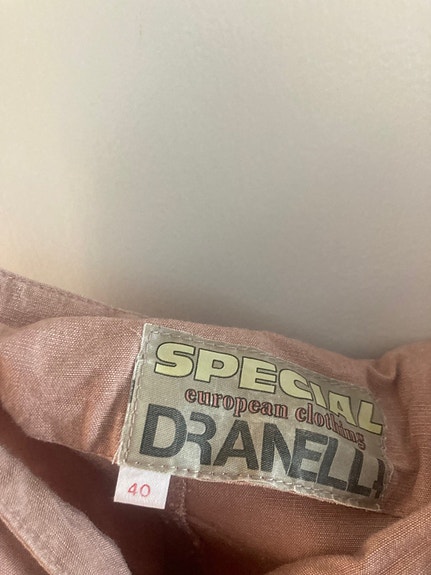 SPECIAL
european clothing
DRANELLI
40